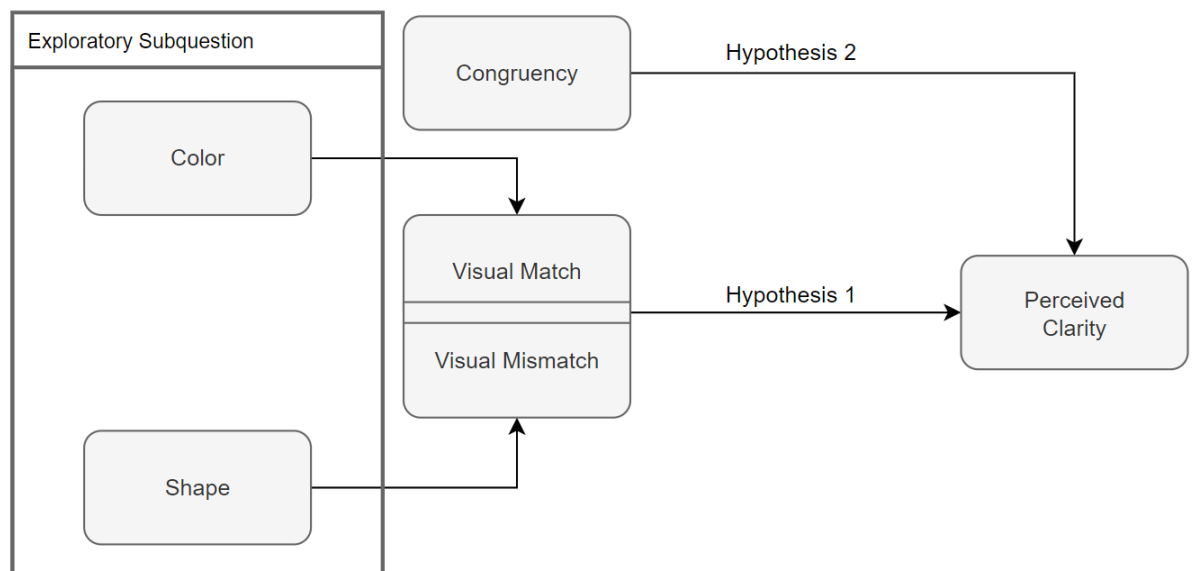 Exploratory Subquestion
Congruency
Hypothesis 2
Color
Visual Match
Hypothesis 1
Perceived
Clarity
Visual Mismatch
Shape